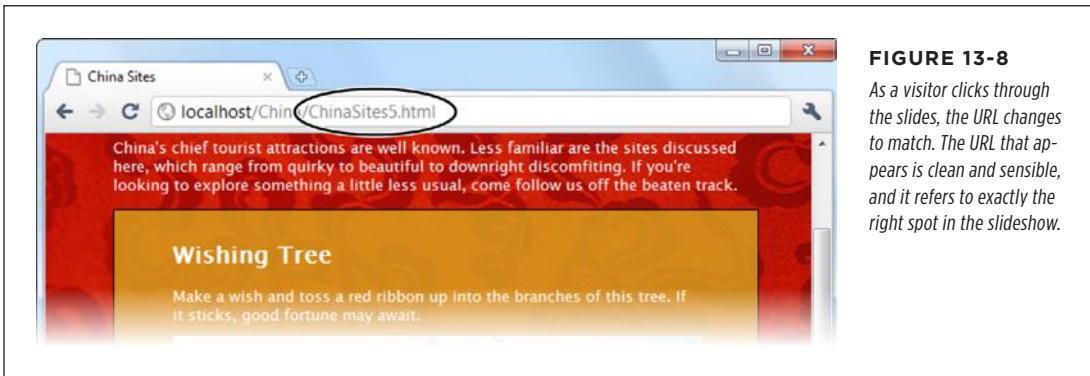 China Sites
localhost/China/ChinaSites5.html
China's chief tourist attractions are well known. Less familiar are the sites discussed
here, which range from quirky to beautiful to downright discomfiting. If you're
looking to explore something a little less usual, come follow us off the beaten track.
Wishing Tree
Make a wish and toss a red ribbon up into the branches of this tree. If
it sticks, good fortune may await.
FIGURE 13-8
As a visitor clicks through
the slides, the URL changes
to match. The URL that ap-
pears is clean and sensible,
and it refers to exactly the
right spot in the slideshow.